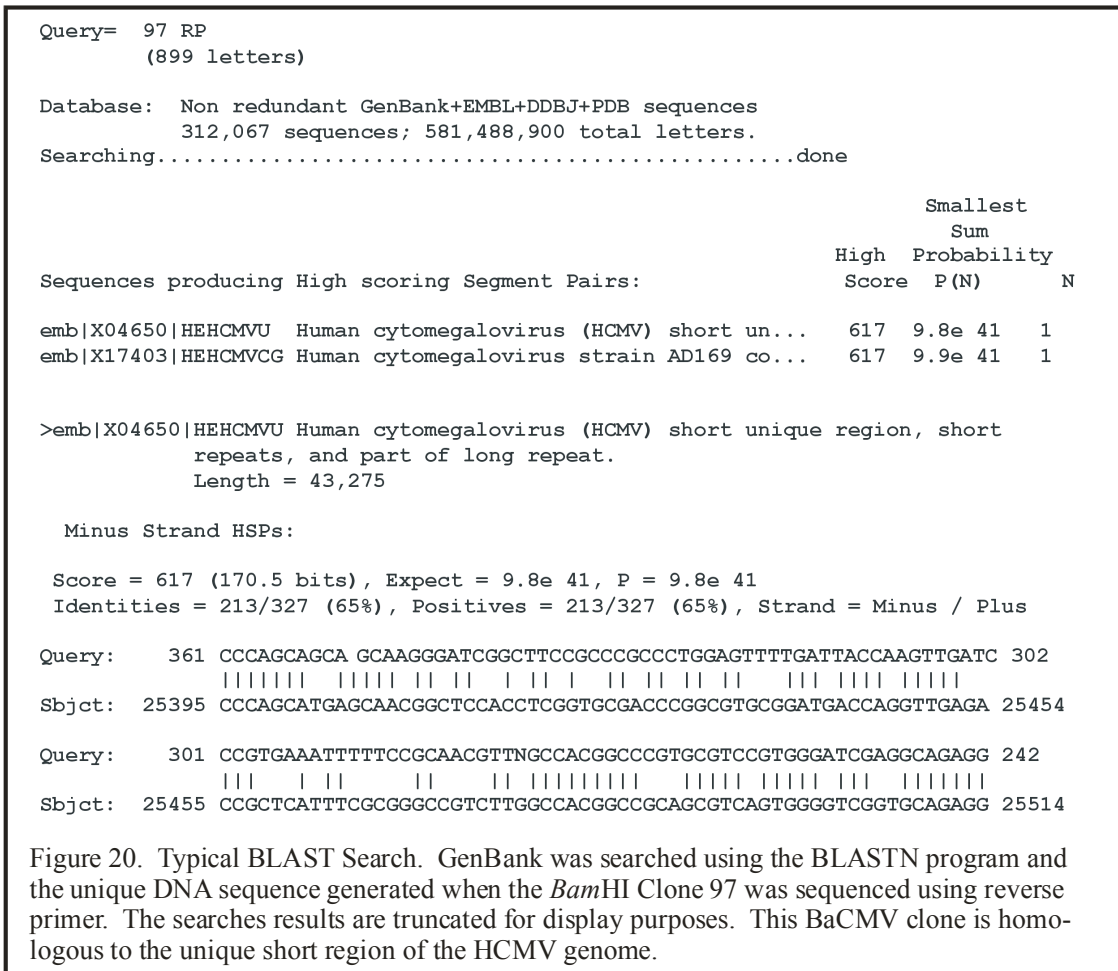 Query=  97 RP
(899 letters)
Database:  Non redundant GenBank+EMBL+DDBJ+PDB sequences
312,067 sequences; 581,488,900 total letters.
Searching...................................................done
Smallest
Sum
High  Probability
Sequences producing High scoring Segment Pairs:  Score  P(N)  N
emb|X04650|HEHCMVU  Human cytomegalovirus (HCMV) short un...  617  9.8e 41  1
emb|X17403|HEHCMVCG Human cytomegalovirus strain AD169 co...  617  9.9e 41  1
>emb|X04650|HEHCMVU Human cytomegalovirus (HCMV) short unique region, short
repeats, and part of long repeat.
Length = 43,275
Minus Strand HSPs:
Score = 617 (170.5 bits), Expect = 9.8e 41, P = 9.8e 41
Identities = 213/327 (65%), Positives = 213/327 (65%), Strand = Minus / Plus
Query:  361 CCCAGCAGCA GCAAGGGATCGGCTTCCGCCCGCCCTGGAGTTTTGATTACCAAGTTGATC 302
||||||| ||||| || || | || | || || || || ||| |||| |||||
Sbjct:  25395 CCCAGCATGAGCAACGGCTCCACCTCGGTGCGACCCGGCGTGCGGATGACCAGGTTGAGA 25454
Query:  301 CCGTGAAATTTTTCCGCAACGTTNGCCACGGCCCGTGCGTCCGTGGGATCGAGGCAGAGG 242
||| | || || || ||||||||| ||||| ||||| ||| |||||||
Sbjct:  25455 CCGCTCATTTCGCGGGCCGTCTTGGCCACGGCCGCAGCGTCAGTGGGGTCGGTGCAGAGG 25514
Figure 20.  Typical BLAST Search.  GenBank was searched using the BLASTN program and
the unique DNA sequence generated when the BamHI Clone 97 was sequenced using reverse
primer.  The searches results are truncated for display purposes.  This BaCMV clone is homo-
logous to the unique short region of the HCMV genome.